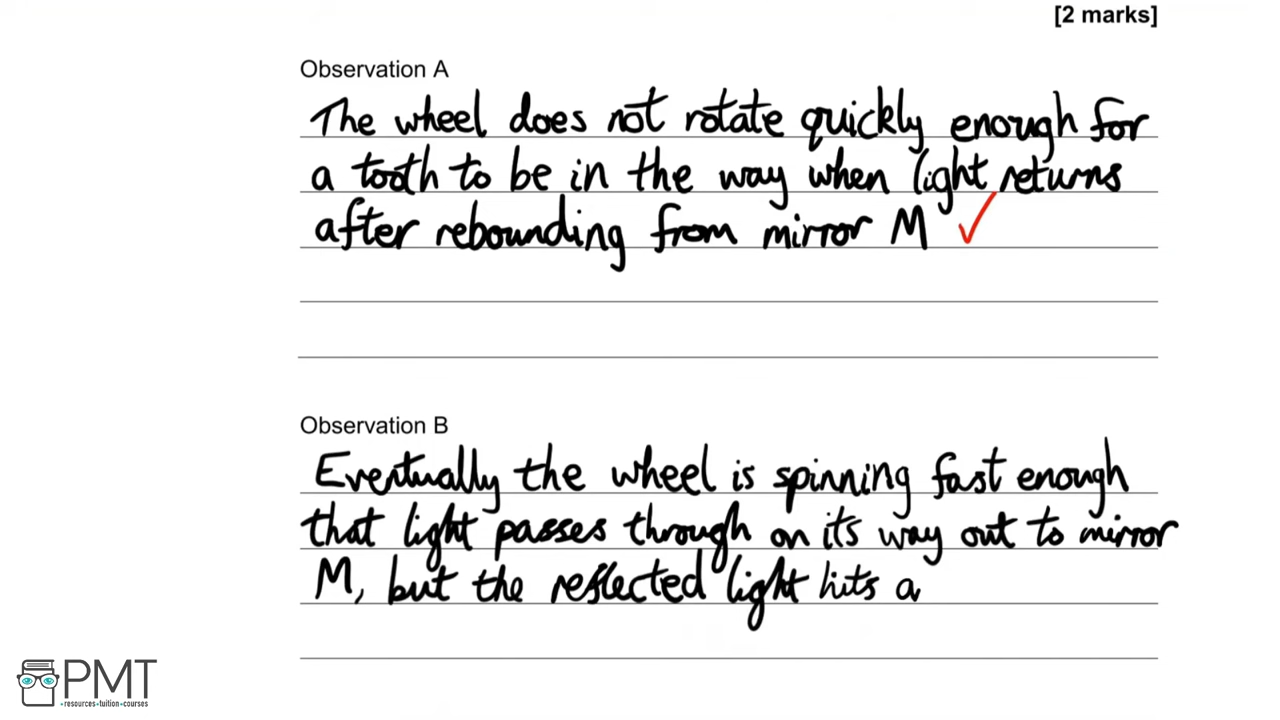 [2 marks]
Observation A
The wheel does not rotate quickly enough for
a tooth to be in the way when light returns
after rebounding from mirror M ✓
Observation B
Eventually the wheel is spinning fast enough
that light passes through on its way out to mirror
M, but the reflected light hits a
PMT
•resources•tuition•courses